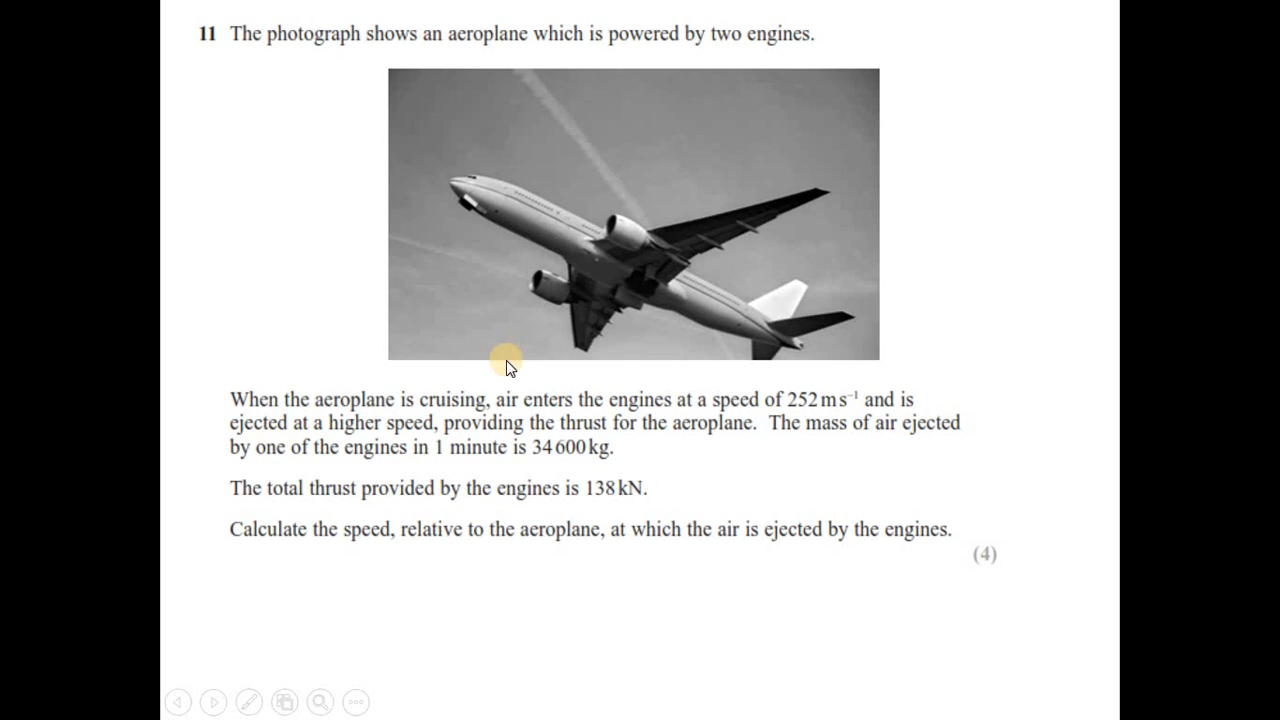 11 The photograph shows an aeroplane which is powered by two engines.
When the aeroplane is cruising, air enters the engines at a speed of 252 m s⁻¹ and is
ejected at a higher speed, providing the thrust for the aeroplane. The mass of air ejected
by one of the engines in 1 minute is 34 600 kg.
The total thrust provided by the engines is 138 kN.
Calculate the speed, relative to the aeroplane, at which the air is ejected by the engines.
(4)